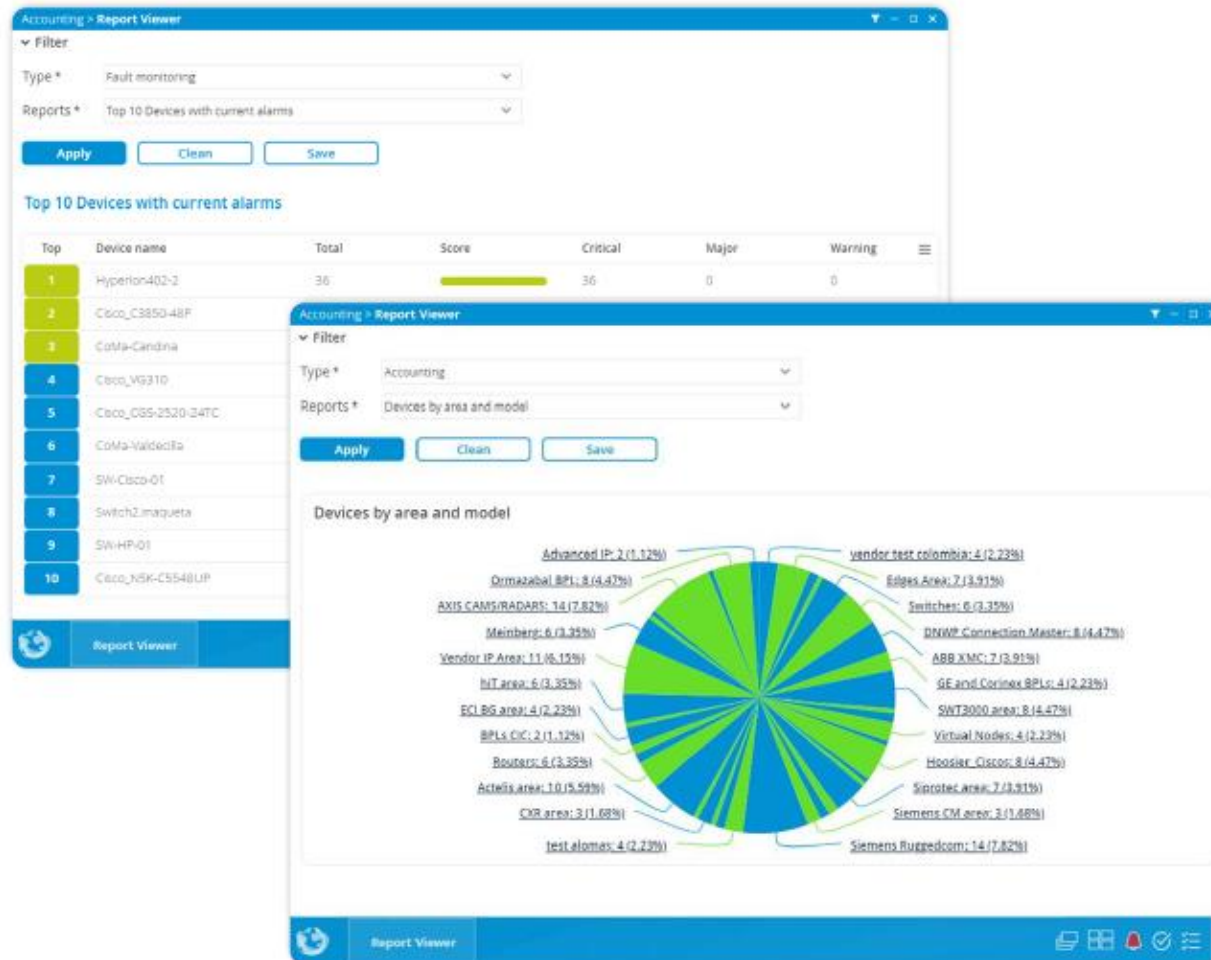 Accounting > Report Viewer
Filter
Type * Fault monitoring
Reports * Top 10 Devices with current alarms
Apply Clean Save
Top 10 Devices with current alarms
Top Device name Total Score Critical Major Warning
1 Hyperion402-2 36 36 0 0
2 Cisco_C3850-48P
3 CoMa-Candina
4 Cisco_VG310
5 Cisco_CGS-2520-24TC
6 CoMa-Valdecilla
7 SW-Cisco-01
8 Switch2.maqueta
9 SW-HP-01
10 Cisco_N5K-C5548UP
Report Viewer
Accounting > Report Viewer
Filter
Type * Accounting
Reports * Devices by area and model
Apply Clean Save
Devices by area and model
Advanced IP: 2 (1.12%)
Ormazabal BPL: 8 (4.47%)
AXIS CAMS/RADARS: 14 (7.82%)
Meinberg: 6 (3.35%)
Vendor IP Area: 11 (6.15%)
hiT area: 6 (3.35%)
ECI BG area: 4 (2.23%)
BPLs CIC: 2 (1.12%)
Routers: 6 (3.35%)
Actelis area: 10 (5.59%)
CXR area: 3 (1.68%)
test alomas: 4 (2.23%)
vendor test colombia: 4 (2.23%)
Edges Area: 7 (3.91%)
Switches: 6 (3.35%)
DNWP Connection Master: 8 (4.47%)
ABB XMC: 7 (3.91%)
GE and Corinex BPLs: 4 (2.23%)
SWT3000 area: 8 (4.47%)
Virtual Nodes: 4 (2.23%)
Hoosier_Ciscos: 8 (4.47%)
Siprotec area: 7 (3.91%)
Siemens CM area: 3 (1.68%)
Siemens Ruggedcom: 14 (7.82%)
Report Viewer